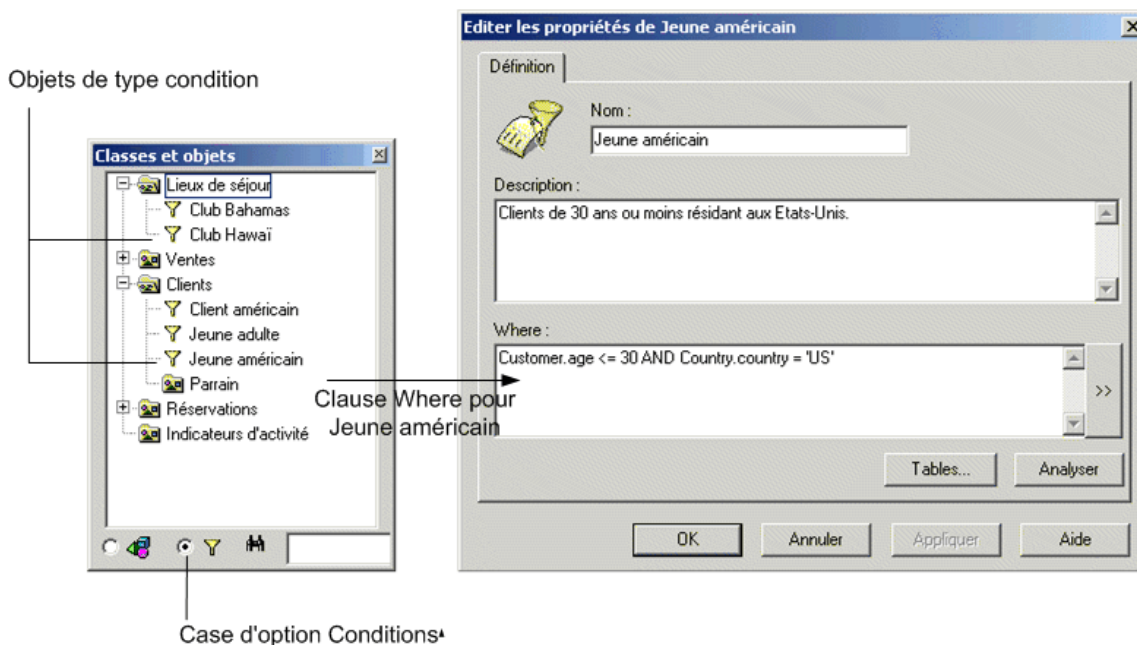 Editer les propriétés de Jeune américain
Définition
Objets de type condition
Nom :
Jeune américain
Classes et objets
Lieux de séjour
Club Bahamas
Club Hawaï
Ventes
Clients
Client américain
Jeune adulte
Jeune américain
Parrain
Réservations
Indicateurs d'activité
Description :
Clients de 30 ans ou moins résidant aux Etats-Unis.
Where :
Customer.age <= 30 AND Country.country = 'US'
>>
Clause Where pour
Jeune américain
Tables...
Analyser
OK
Annuler
Appliquer
Aide
Case d'option Conditions